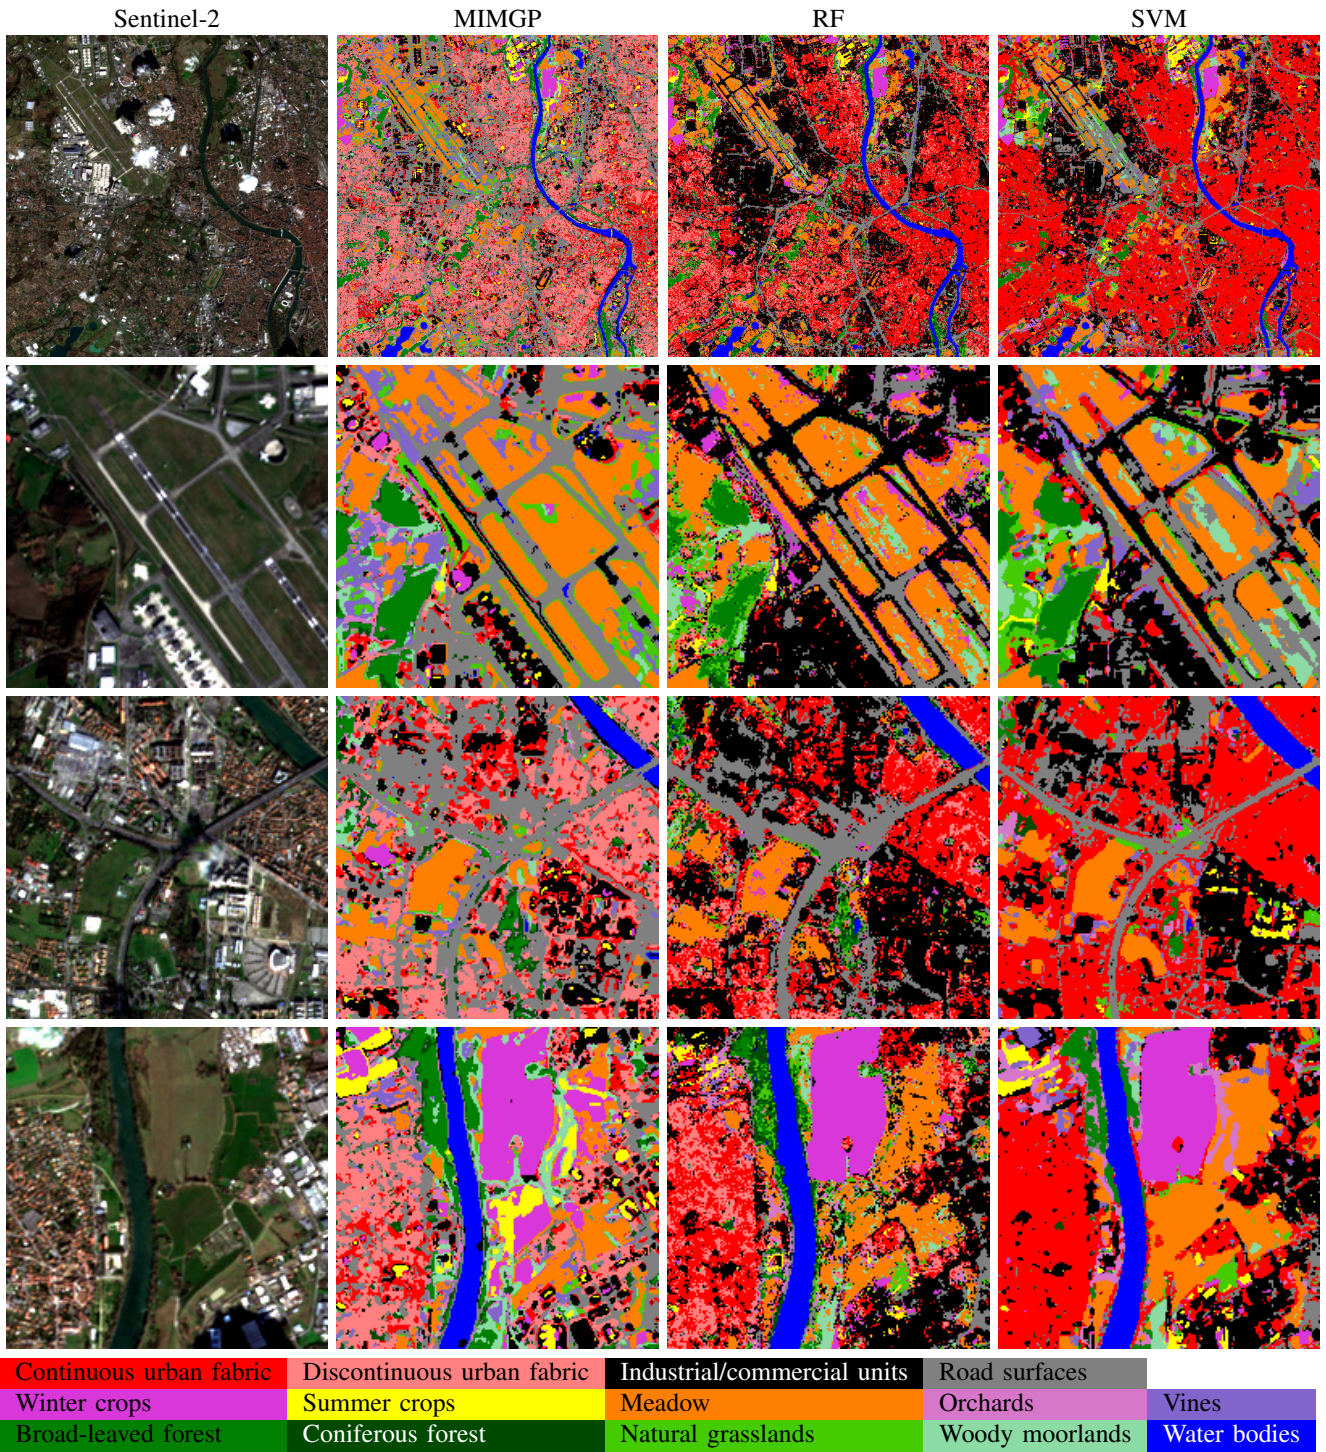 Sentinel-2 MIMGP RF SVM
Continuous urban fabric Discontinuous urban fabric Industrial/commercial units Road surfaces
Winter crops Summer crops Meadow Orchards Vines
Broad-leaved forest Coniferous forest Natural grasslands Woody moorlands Water bodies